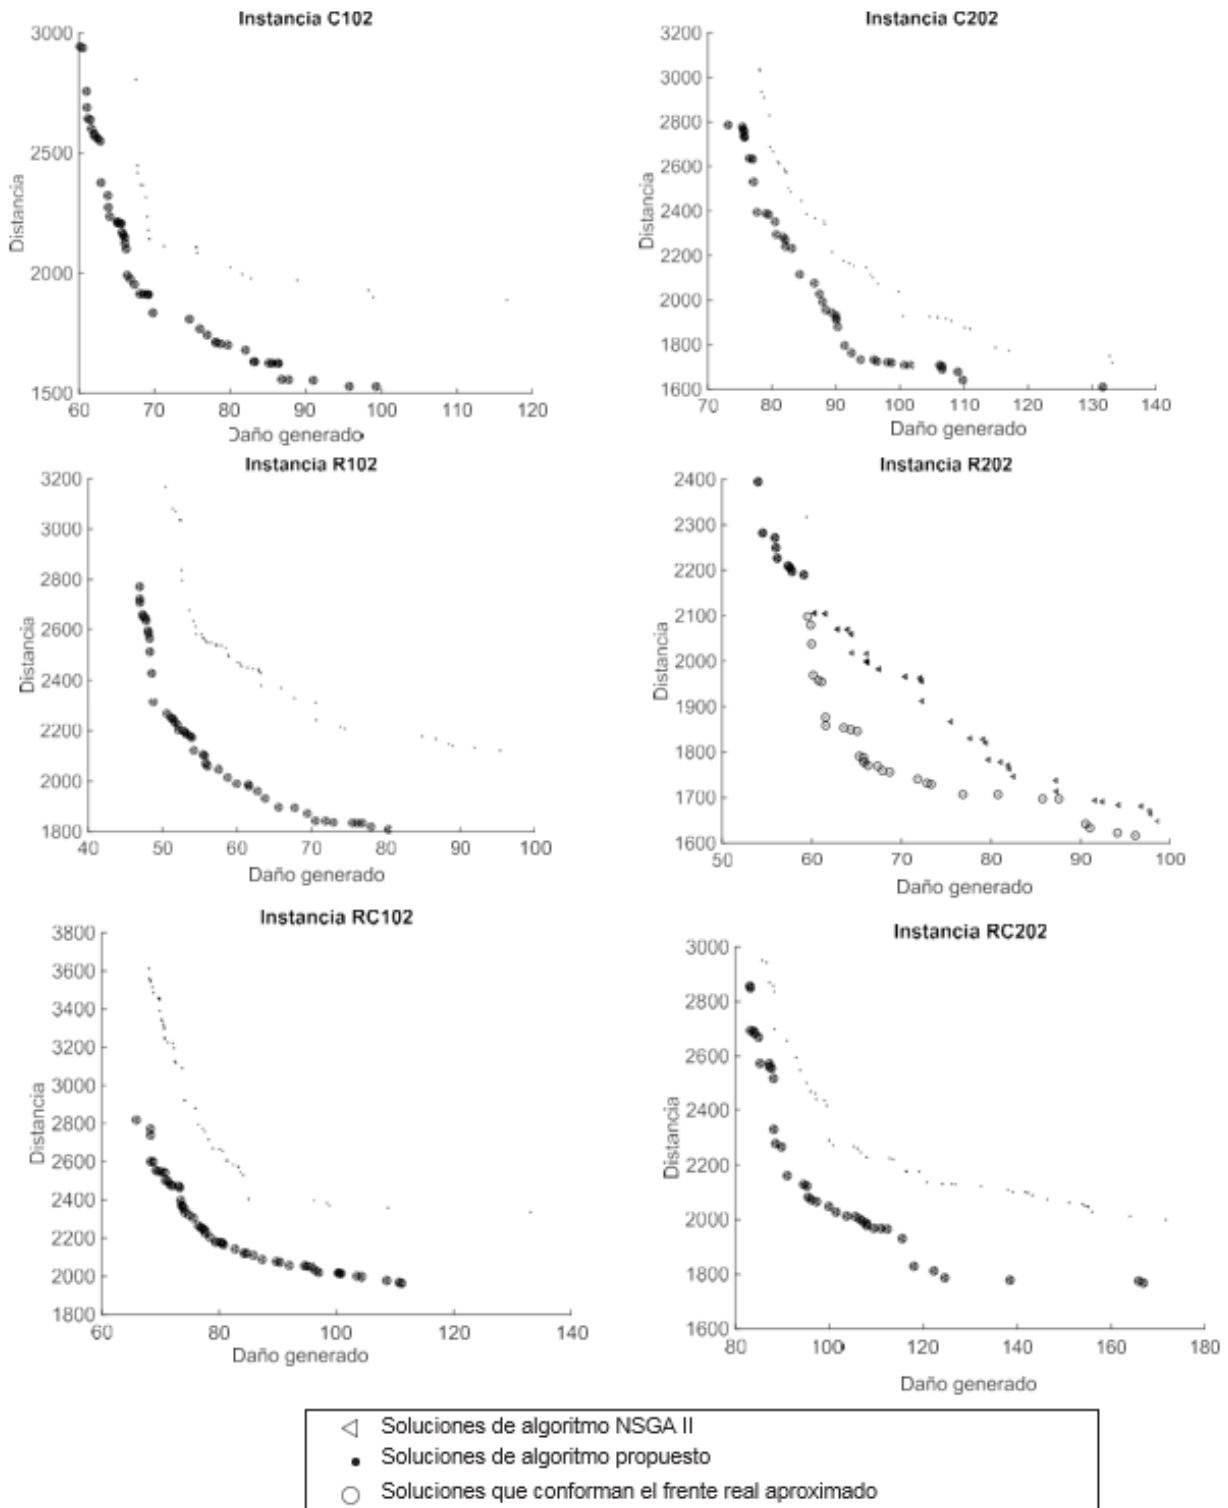 Instancia C102
3000
2500
2000
1500
Distancia
60 70 80 90 100 110 120
Daño generado
Instancia C202
3200
3000
2800
2600
2400
2200
2000
1800
1600
Distancia
70 80 90 100 110 120 130 140
Daño generado
Instancia R102
3200
3000
2800
2600
2400
2200
2000
1800
Distancia
40 50 60 70 80 90 100
Daño generado
Instancia R202
2400
2300
2200
2100
2000
1900
1800
1700
1600
Distancia
50 60 70 80 90 100
Daño generado
Instancia RC102
3800
3600
3400
3200
3000
2800
2600
2400
2200
2000
1800
Distancia
60 80 100 120 140
Daño generado
Instancia RC202
3000
2800
2600
2400
2200
2000
1800
1600
Distancia
80 100 120 140 160 180
Daño generado
Soluciones de algoritmo NSGA II
Soluciones de algoritmo propuesto
Soluciones que conforman el frente real aproximado